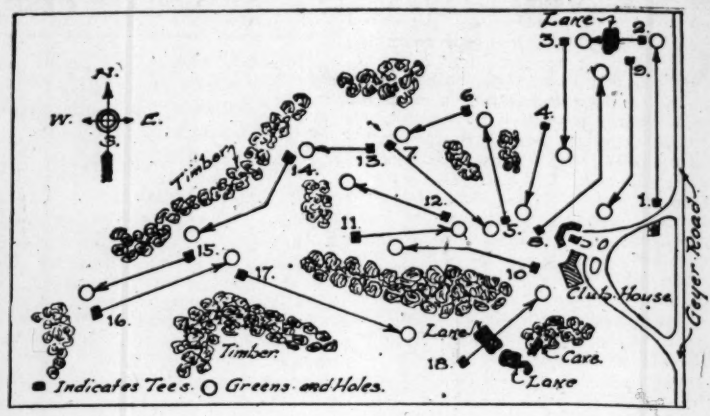 Lake
3. 2.
N.
9.
6. 4.
W. E.
S.
Timber
14. 13. 7.
12. 1.
11. 5. 8.
15. 10.
17. Club House
Geyer Road
16.
Lake
Timber. 18. Cave.
Lake
Indicates Tees. Greens and Holes.